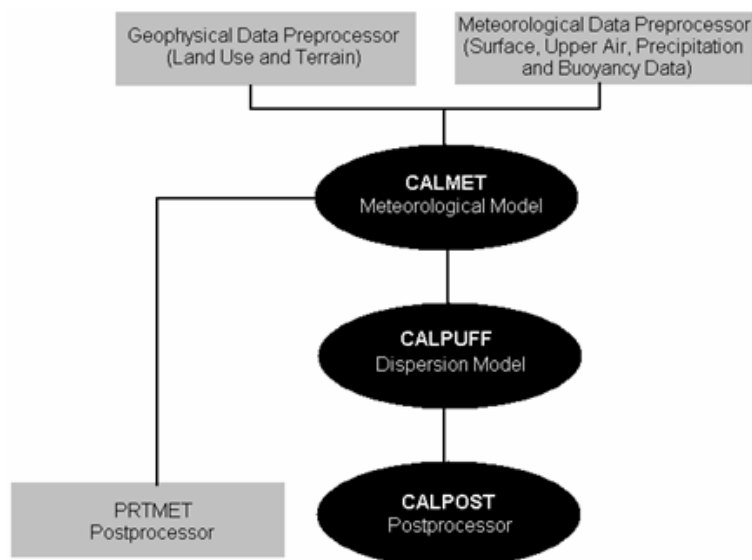 Geophysical Data Preprocessor
(Land Use and Terrain)
Meteorological Data Preprocessor
(Surface, Upper Air, Precipitation
and Buoyancy Data)
CALMET
Meteorological Model
CALPUFF
Dispersion Model
PRTMET
Postprocessor
CALPOST
Postprocessor